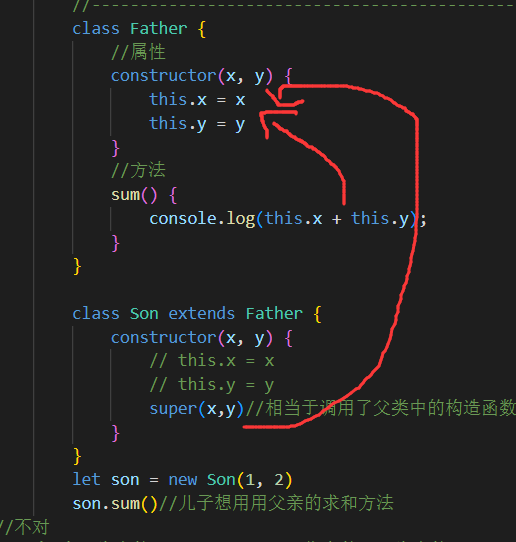 //--------------------------------------------
class Father {
//属性
constructor(x, y) {
this.x = x
this.y = y
}
//方法
sum() {
console.log(this.x + this.y);
}
}
class Son extends Father {
constructor(x, y) {
// this.x = x
// this.y = y
super(x,y)//相当于调用了父类中的构造函数
}
}
let son = new Son(1, 2)
son.sum()//儿子想用用父亲的求和方法
//不对